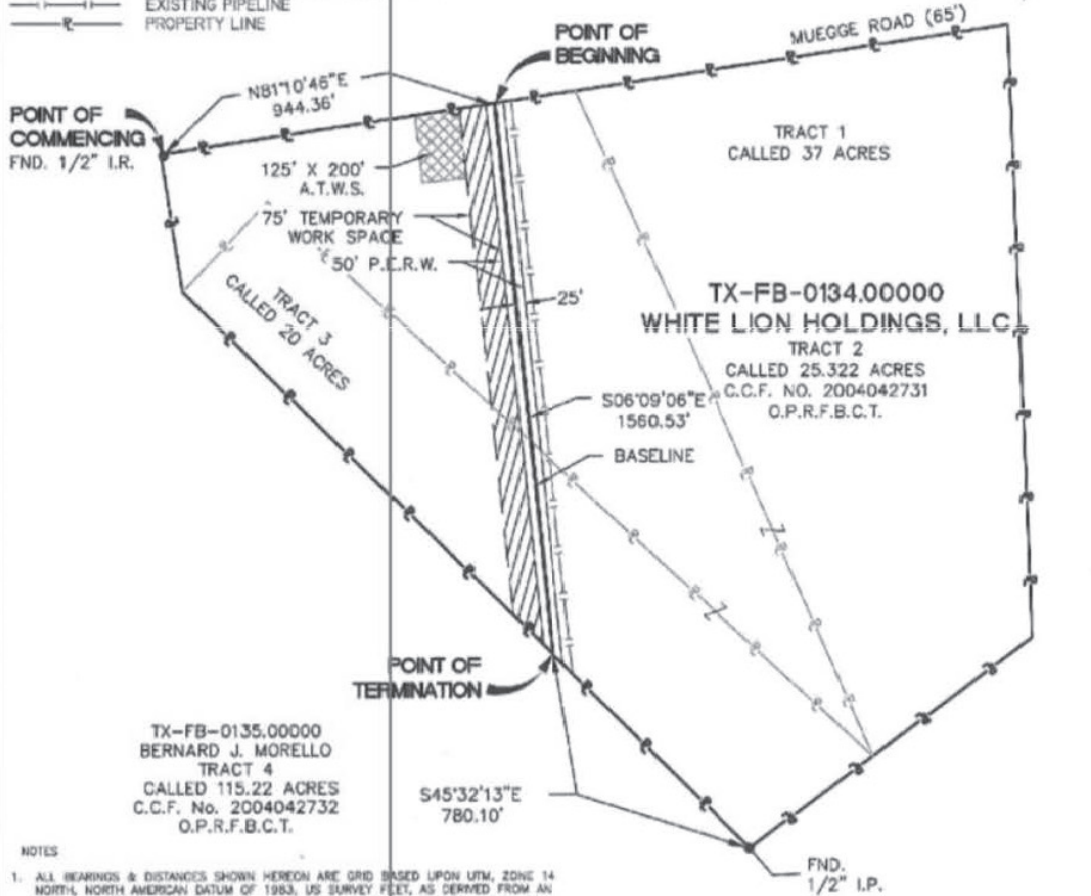 EXISTING PIPELINE
PROPERTY LINE
POINT OF
BEGINNING
MUEGGE ROAD (65')
N81°10'46"E
944.36'
POINT OF
COMMENCING
FND. 1/2" I.R.
TRACT 1
CALLED 37 ACRES
125' X 200'
A.T.W.S.
75' TEMPORARY
WORK SPACE
50' P.E.R.W.
25'
TRACT 3
CALLED 20 ACRES
TX-FB-0134.00000
WHITE LION HOLDINGS, LLC
TRACT 2
CALLED 25.322 ACRES
C.C.F. NO. 2004042731
O.P.R.F.B.C.T.
S06°09'06"E
1560.53'
BASELINE
POINT OF
TERMINATION
TX-FB-0135.00000
BERNARD J. MORELLO
TRACT 4
CALLED 115.22 ACRES
C.C.F. No. 2004042732
O.P.R.F.B.C.T.
S45°32'13"E
780.10'
FND.
1/2" I.P.
NOTES
1. ALL BEARINGS & DISTANCES SHOWN HEREON ARE GRID BASED UPON UTM, ZONE 14
NORTH, NORTH AMERICAN DATUM OF 1983, US SURVEY FEET, AS DERIVED FROM AN